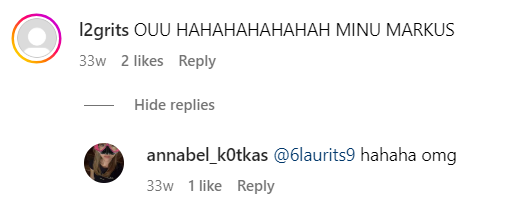 l2grits OUU HAHAHAHAHAHAH MINU MARKUS
33w 2 likes Reply
Hide replies
annabel_k0tkas @6laurits9 hahaha omg
33w 1 like Reply